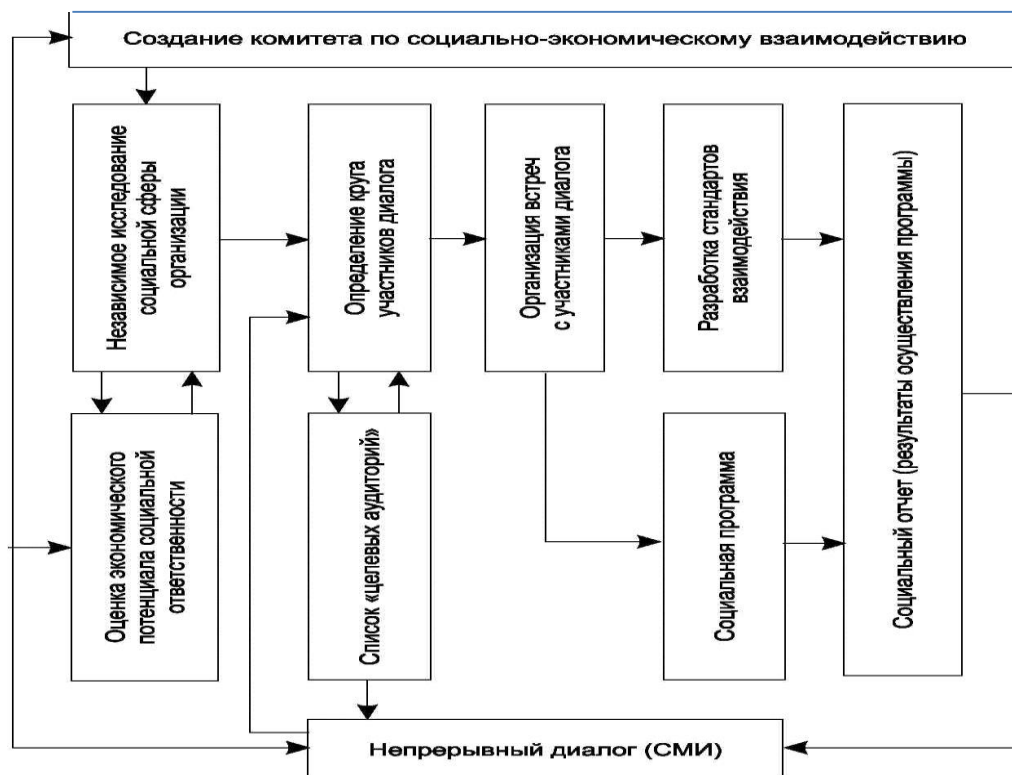 Создание комитета по социально-экономическому взаимодействию
Независимое исследование
социальной сферы
организации
Определение круга
участников диалога
Организация встреч
с участниками диалога
Разработка стандартов
взаимодействия
Социальный отчет (результаты осуществления программы)
Оценка экономического
потенциала социальной
ответственности
Список «целевых аудиторий»
Социальная программа
Непрерывный диалог (СМИ)